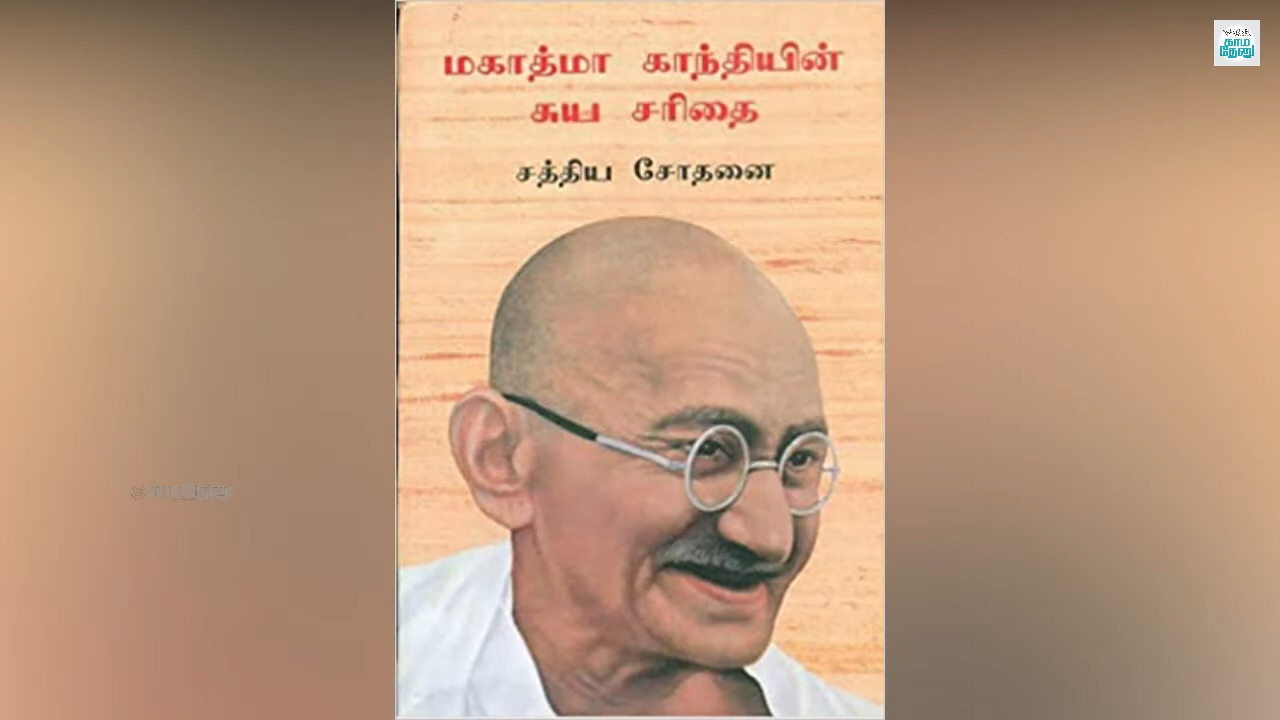 மகாத்மா காந்தியின்
சுய சரிதை
சத்திய சோதனை
காம
தேனு